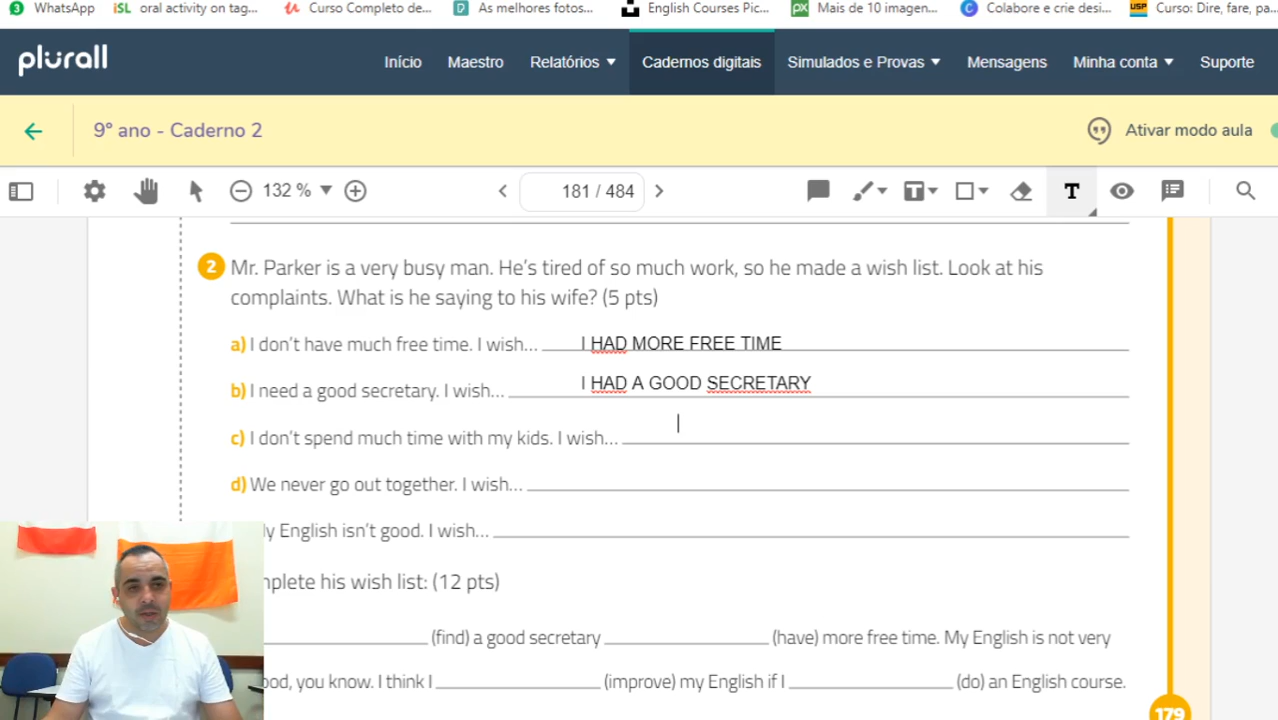 WhatsApp iSL oral activity on tag... Curso Completo de... As melhores fotos... English Courses Pic... px Mais de 10 imagen... Colabore e crie desi... USP Curso: Dire, fare, pa...
plurall Início Maestro Relatórios Cadernos digitais Simulados e Provas Mensagens Minha conta Suporte
9º ano - Caderno 2 Ativar modo aula
132 % 181 / 484 T T
2 Mr. Parker is a very busy man. He's tired of so much work, so he made a wish list. Look at his
complaints. What is he saying to his wife? (5 pts)
a) I don't have much free time. I wish... I HAD MORE FREE TIME
b) I need a good secretary. I wish... I HAD A GOOD SECRETARY
c) I don't spend much time with my kids. I wish...
d) We never go out together. I wish...
English isn't good. I wish...
his wish list: (12 pts)
(find) a good secretary (have) more free time. My English is not very
you know. I think I (improve) my English if I (do) an English course.
179